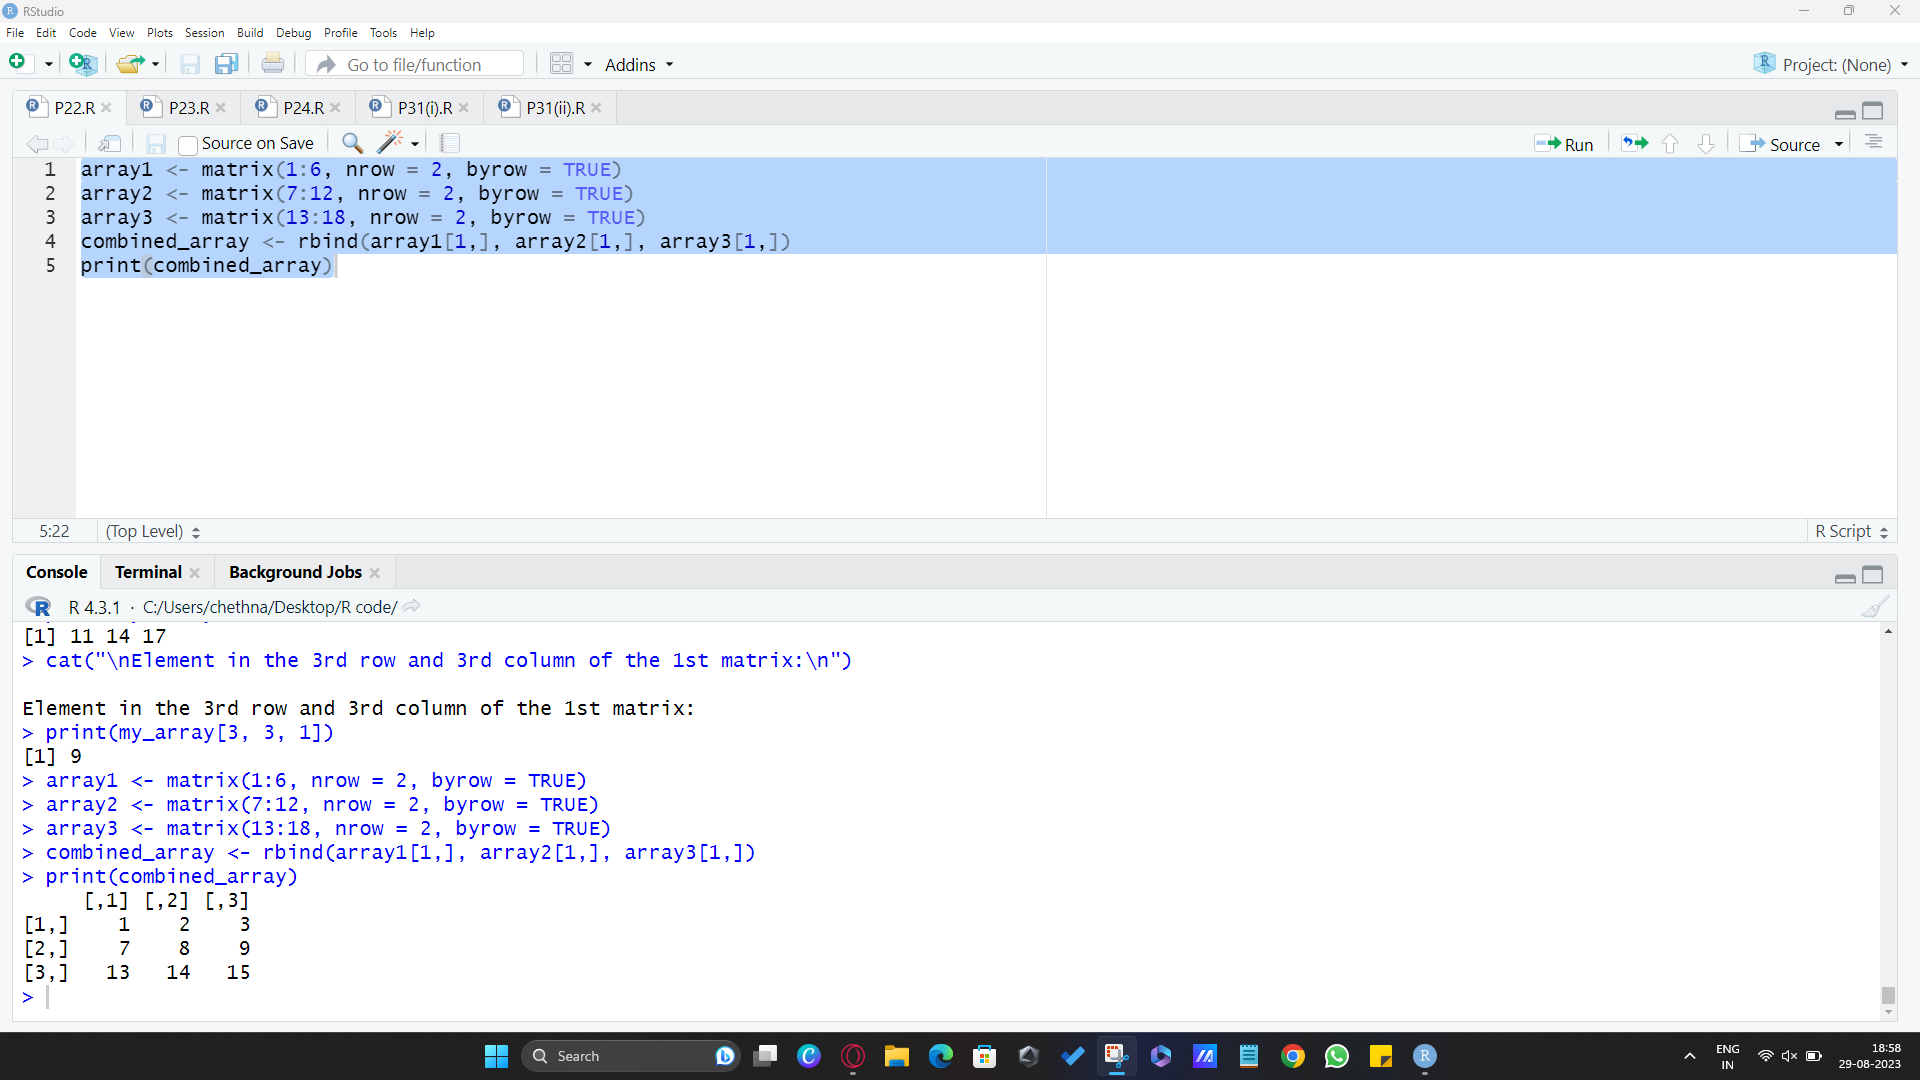 RStudio
File Edit Code View Plots Session Build Debug Profile Tools Help
Go to file/function Addins Project: (None)
P22.R P23.R P24.R P31(i).R P31(ii).R
Source on Save Run Source
1 array1 <- matrix(1:6, nrow = 2, byrow = TRUE)
2 array2 <- matrix(7:12, nrow = 2, byrow = TRUE)
3 array3 <- matrix(13:18, nrow = 2, byrow = TRUE)
4 combined_array <- rbind(array1[1,], array2[1,], array3[1,])
5 print(combined_array)
5:22 (Top Level) R Script
Console Terminal Background Jobs
R 4.3.1 · C:/Users/chethna/Desktop/R code/
[1] 11 14 17
> cat("\nElement in the 3rd row and 3rd column of the 1st matrix:\n")
Element in the 3rd row and 3rd column of the 1st matrix:
> print(my_array[3, 3, 1])
[1] 9
> array1 <- matrix(1:6, nrow = 2, byrow = TRUE)
> array2 <- matrix(7:12, nrow = 2, byrow = TRUE)
> array3 <- matrix(13:18, nrow = 2, byrow = TRUE)
> combined_array <- rbind(array1[1,], array2[1,], array3[1,])
> print(combined_array)
[,1] [,2] [,3]
[1,] 1 2 3
[2,] 7 8 9
[3,] 13 14 15
>
Search ENG 18:58
IN 29-08-2023